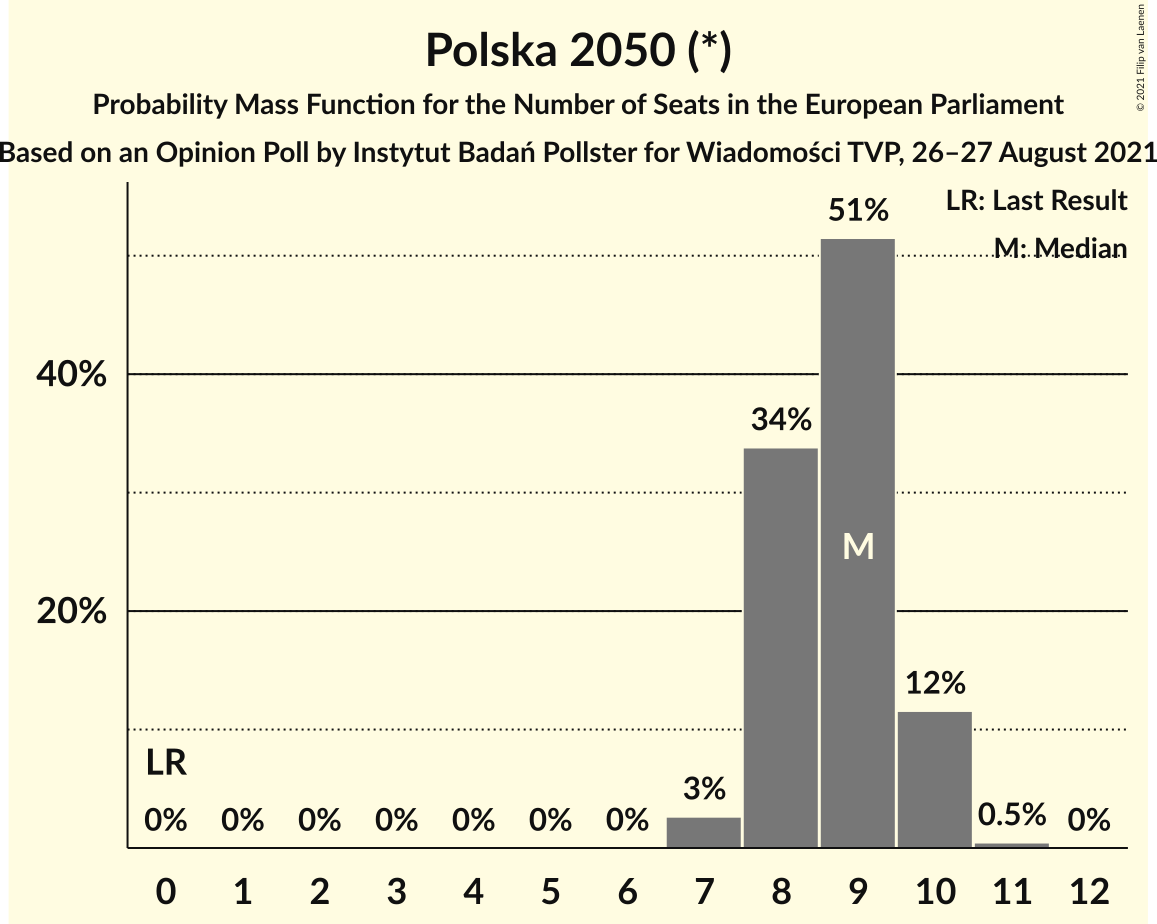 Polska 2050 (*)
Probability Mass Function for the Number of Seats in the European Parliament
Based on an Opinion Poll by Instytut Badań Pollster for Wiadomości TVP, 26–27 August 2021
© 2021 Filip van Laenen
LR: Last Result
M: Median
51%
40%
34%
M
20%
12%
LR
3%
0% 0% 0% 0% 0% 0% 0% 0.5% 0%
0 1 2 3 4 5 6 7 8 9 10 11 12